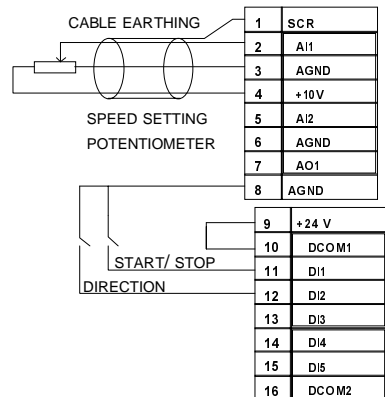 CABLE EARTHING
1 SCR
2 AI1
3 AGND
4 +10V
SPEED SETTING
POTENTIOMETER
5 AI2
6 AGND
7 AO1
8 AGND
9 +24 V
10 DCOM1
START/ STOP
11 DI1
DIRECTION
12 DI2
13 DI3
14 DI4
15 DI5
16 DCOM2